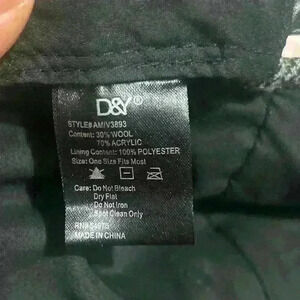 D&Y®
STYLE# AMIV3893
Content: 30% WOOL
70% ACRYLIC
Lining Content: 100% POLYESTER
Size: One Size Fits Most
Care: Do Not Bleach
Dry Flat
Do Not Iron
Spot Clean Only
RN#
MADE IN CHINA